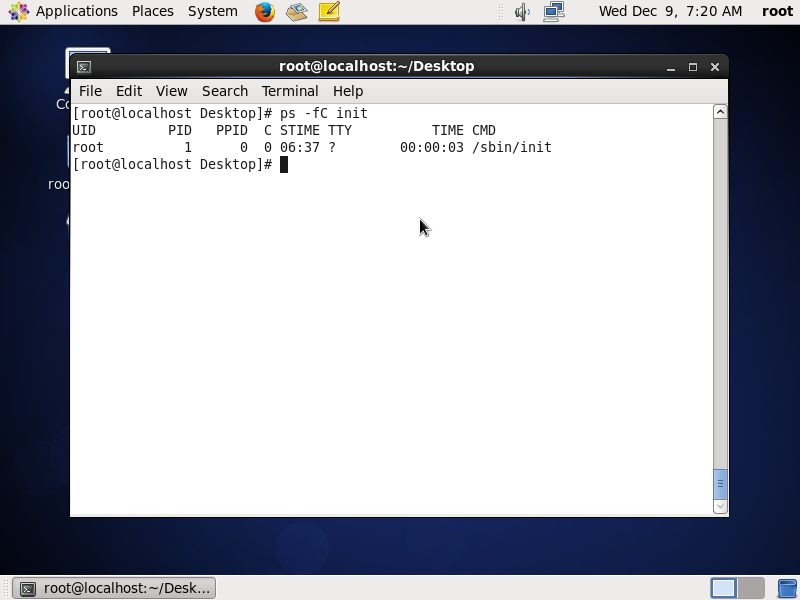 Applications Places System Wed Dec 9, 7:20 AM root
root@localhost:~/Desktop
File Edit View Search Terminal Help
[root@localhost Desktop]# ps -fC init
UID PID PPID C STIME TTY TIME CMD
root 1 0 0 06:37 ? 00:00:03 /sbin/init
[root@localhost Desktop]#
Co
roo
root@localhost:~/Desk...